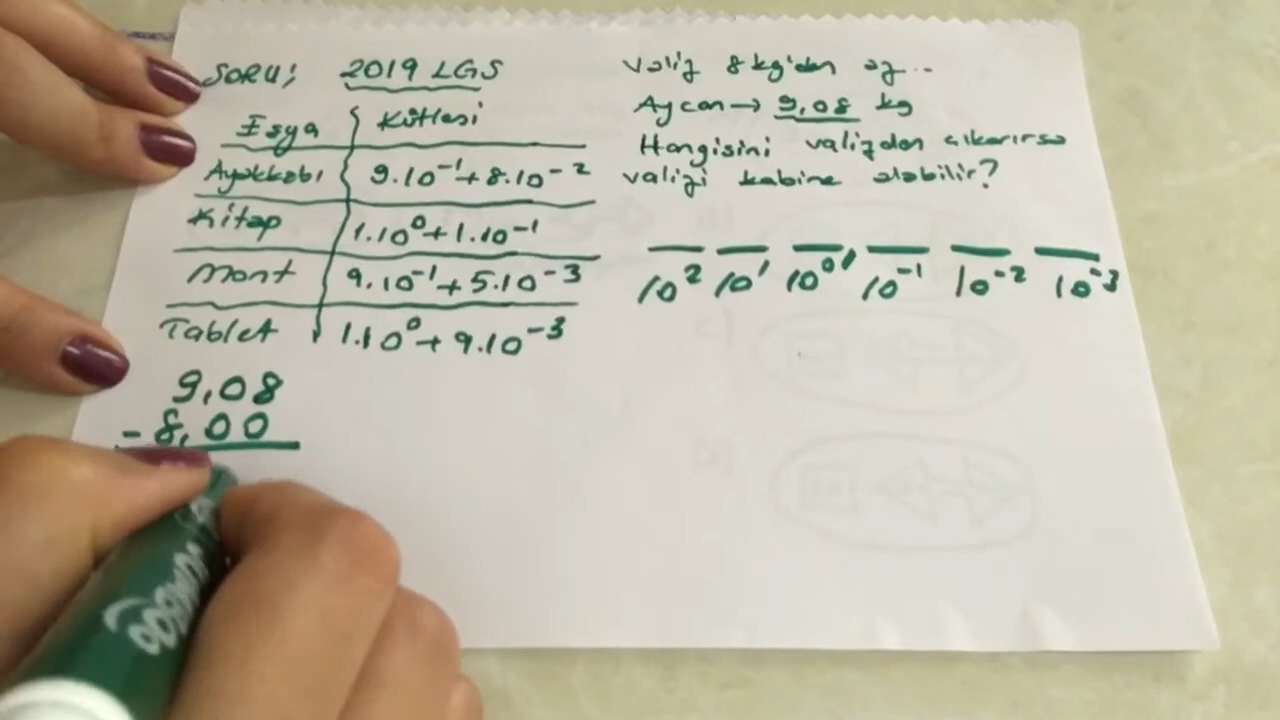 SORU; 2019 LGS
Eşya Kütlesi
Ayakkabı 9.10⁻¹+8.10⁻²
Kitap 1.10⁰+1.10⁻¹
Mont 9.10⁻¹+5.10⁻³
Tablet 1.10⁰+9.10⁻³
9,08
-8,00
Valiz 8kg'dan az..
Aycan→ 9,08 kg
Hangisini valizden çıkarırsa
valizi kabine alabilir?
10² 10¹ 10⁰, 10⁻¹ 10⁻² 10⁻³